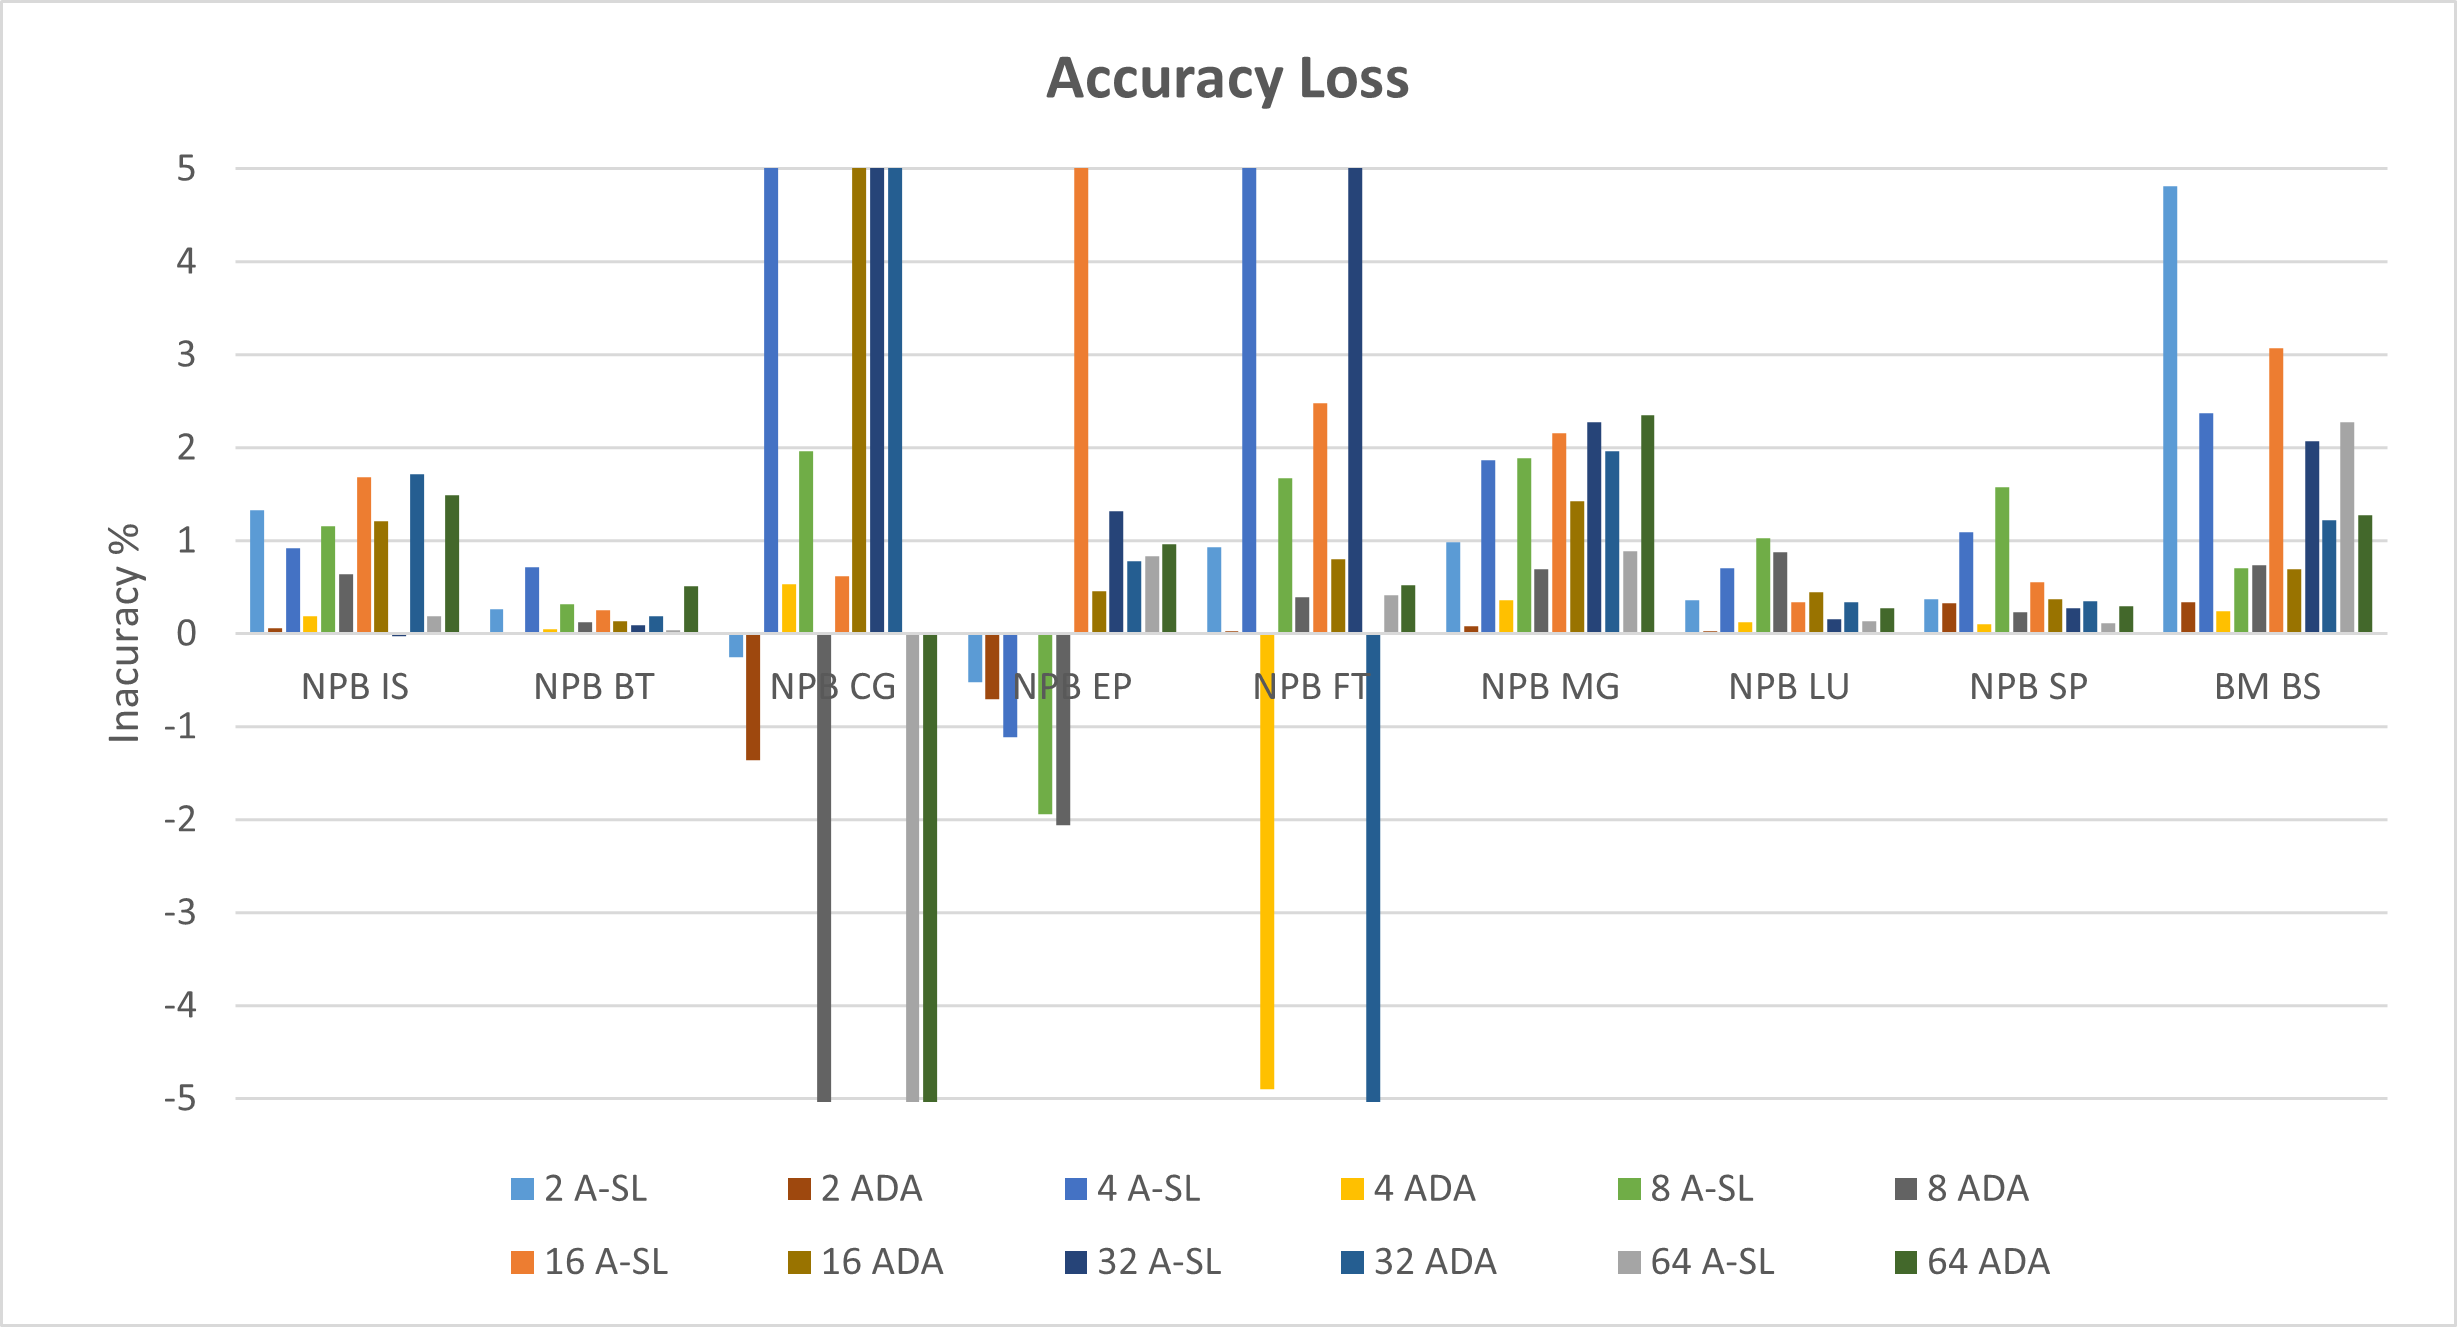 Accuracy Loss
5
4
3
2
1
0
-1
-2
-3
-4
-5
Inacuracy %
NPB IS NPB BT NPB CG NPB EP NPB FT NPB MG NPB LU NPB SP BM BS
2 A-SL 2 ADA 4 A-SL 4 ADA 8 A-SL 8 ADA
16 A-SL 16 ADA 32 A-SL 32 ADA 64 A-SL 64 ADA